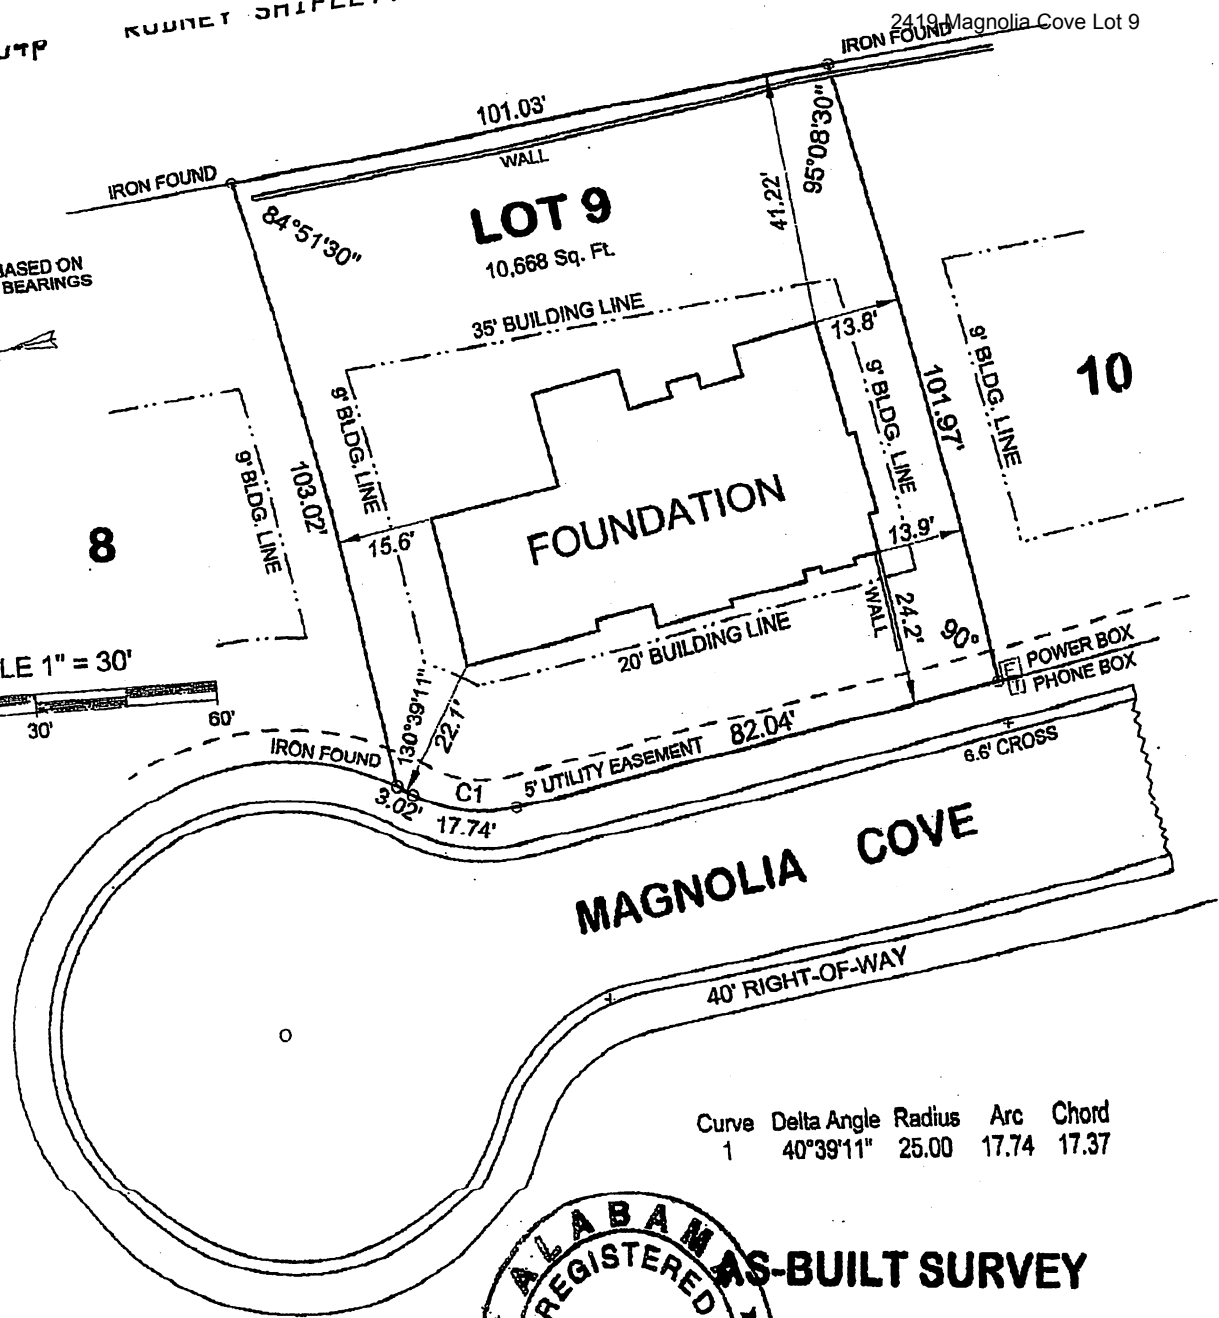 2419 Magnolia Cove Lot 9
RODNEY
IRON FOUND
101.03'
WALL
IRON FOUND
84°51'30"
95°08'30"
41.22'
LOT 9
10,668 Sq. Ft.
BASED ON
BEARINGS
35' BUILDING LINE
13.8'
9' BLDG. LINE
9' BLDG. LINE
101.97'
9' BLDG. LINE
10
9' BLDG. LINE
103.02'
8
15.6'
FOUNDATION
13.9'
WALL
24.2'
90°
20' BUILDING LINE
LE 1" = 30'
30'
60'
E POWER BOX
T PHONE BOX
IRON FOUND
130°39'11"
22.1'
C1
5' UTILITY EASEMENT
82.04'
6.6' CROSS
3.02'
17.74'
MAGNOLIA COVE
40' RIGHT-OF-WAY
Curve Delta Angle Radius Arc Chord
1 40°39'11" 25.00 17.74 17.37
ALABAMA
REGISTERED
AS-BUILT SURVEY